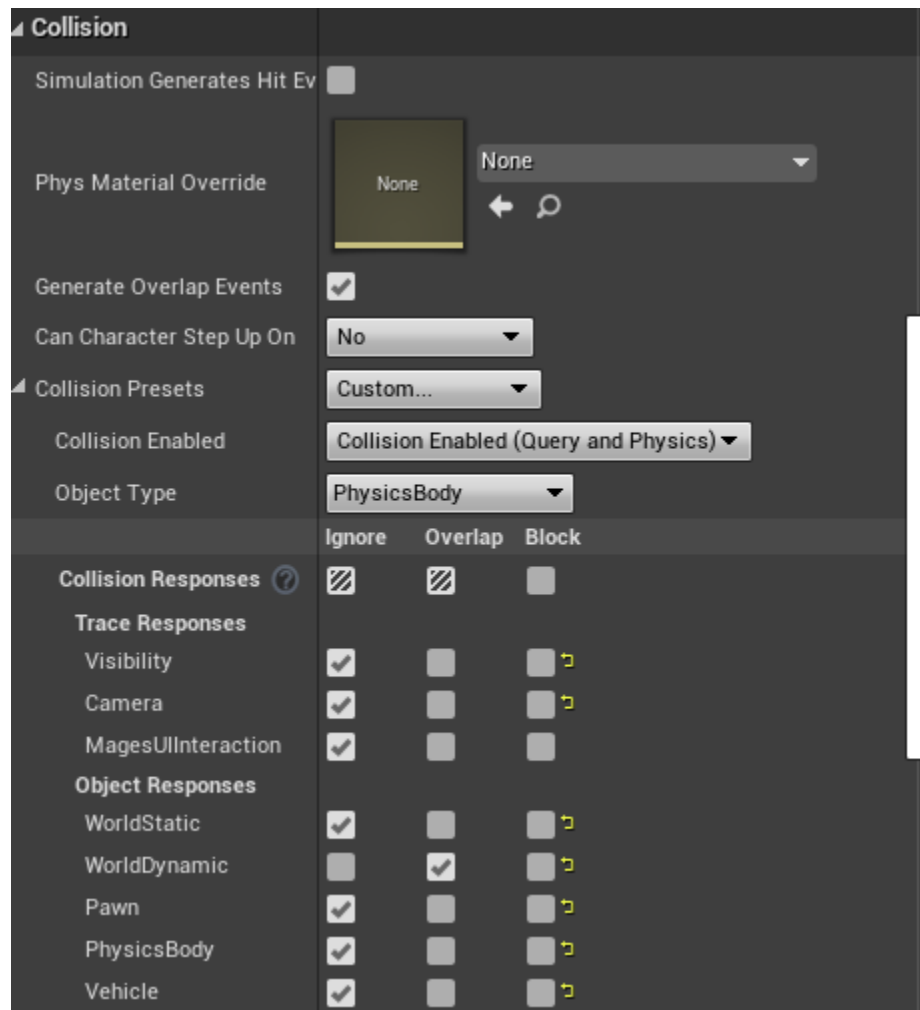 Collision
Simulation Generates Hit Ev
None
Phys Material Override
None
Generate Overlap Events
Can Character Step Up On No
Collision Presets Custom...
Collision Enabled Collision Enabled (Query and Physics)
Object Type PhysicsBody
Ignore Overlap Block
Collision Responses ?
Trace Responses
Visibility
Camera
MagesUIInteraction
Object Responses
WorldStatic
WorldDynamic
Pawn
PhysicsBody
Vehicle